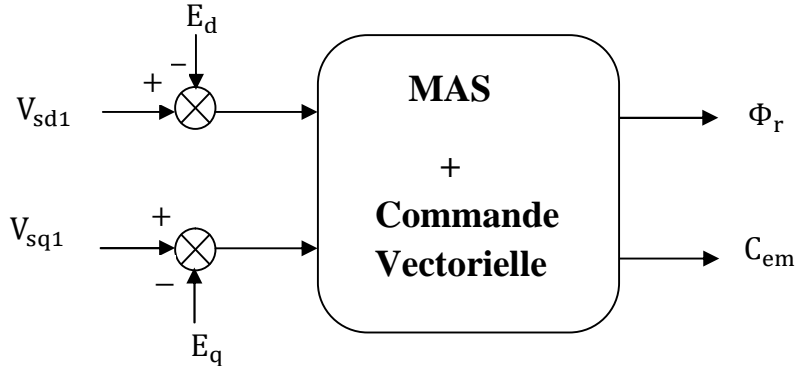 E_d
−
+
V_sd1
MAS
Φ_r
+
V_sq1
+
Commande
Vectorielle
C_em
−
E_q